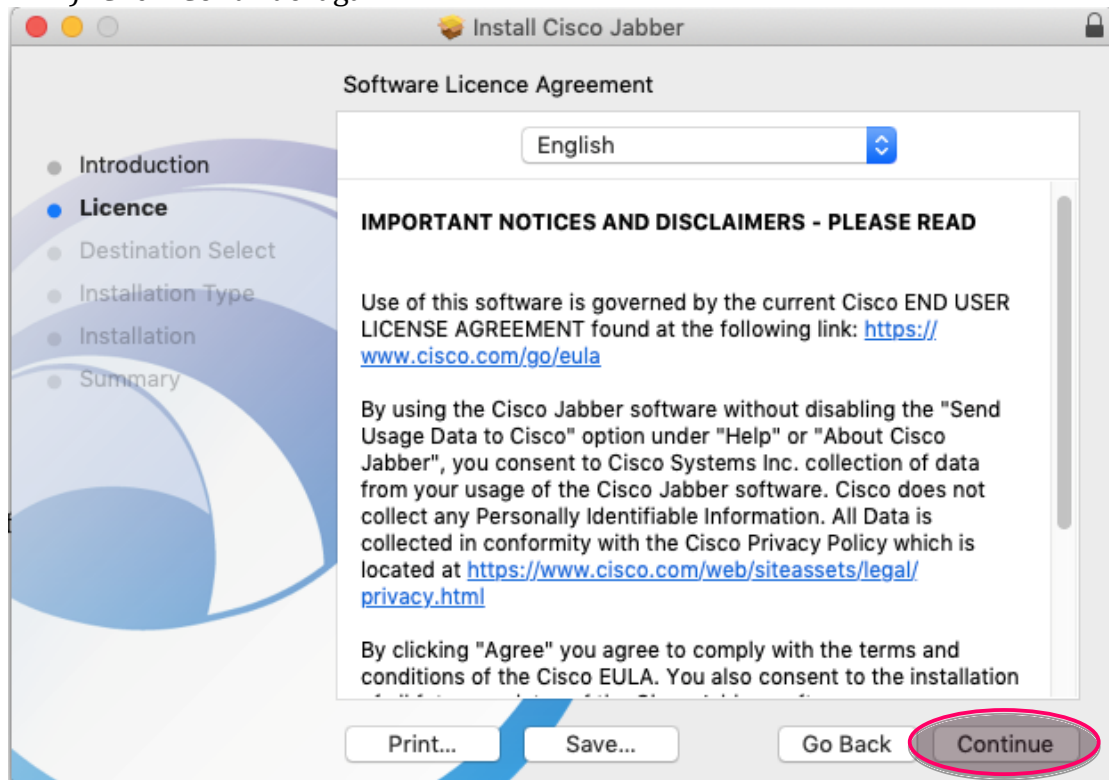 Install Cisco Jabber
Software Licence Agreement
English
Introduction
Licence
Destination Select
Installation Type
Installation
Summary
IMPORTANT NOTICES AND DISCLAIMERS - PLEASE READ
Use of this software is governed by the current Cisco END USER
LICENSE AGREEMENT found at the following link: https://
www.cisco.com/go/eula
By using the Cisco Jabber software without disabling the "Send
Usage Data to Cisco" option under "Help" or "About Cisco
Jabber", you consent to Cisco Systems Inc. collection of data
from your usage of the Cisco Jabber software. Cisco does not
collect any Personally Identifiable Information. All Data is
collected in conformity with the Cisco Privacy Policy which is
located at https://www.cisco.com/web/siteassets/legal/
privacy.html
By clicking "Agree" you agree to comply with the terms and
conditions of the Cisco EULA. You also consent to the installation
Print...
Save...
Go Back
Continue